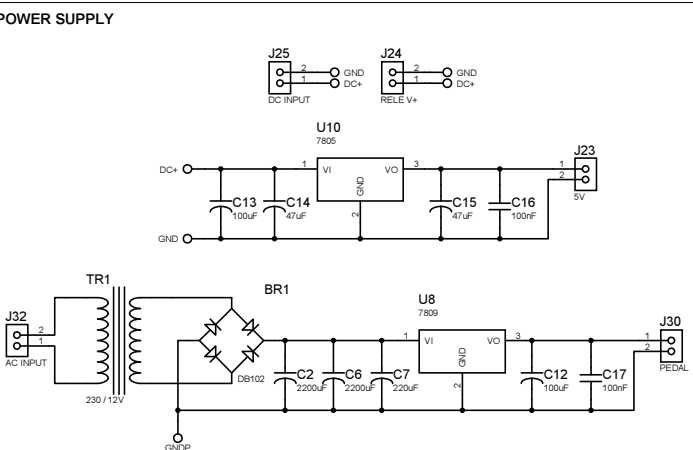 POWER SUPPLY
J25
2 GND
1 DC+
DC INPUT
J24
2 GND
1 DC+
RELE V+
U10
7805
DC+
1 VI
VO 3
GND
2
C13
100uF
C14
47uF
C15
47uF
C16
100nF
J23
1
2
5V
GND
TR1
J32
2
1
AC INPUT
230 / 12V
BR1
DB102
U8
7809
1 VI
VO 3
GND
2
C2
2200uF
C6
2200uF
C7
220uF
C12
100uF
C17
100nF
J30
1
2
PEDAL
GNDP